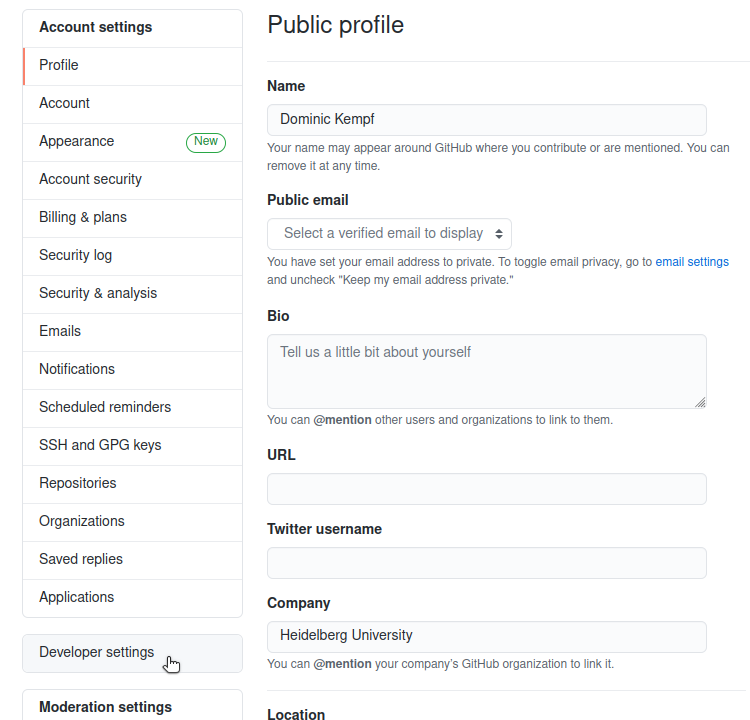 Account settings
Profile
Account
Appearance New
Account security
Billing & plans
Security log
Security & analysis
Emails
Notifications
Scheduled reminders
SSH and GPG keys
Repositories
Organizations
Saved replies
Applications
Developer settings
Moderation settings
Public profile
Name
Dominic Kempf
Your name may appear around GitHub where you contribute or are mentioned. You can
remove it at any time.
Public email
Select a verified email to display
You have set your email address to private. To toggle email privacy, go to email settings
and uncheck "Keep my email address private."
Bio
Tell us a little bit about yourself
You can @mention other users and organizations to link to them.
URL
Twitter username
Company
Heidelberg University
You can @mention your company's GitHub organization to link it.
Location